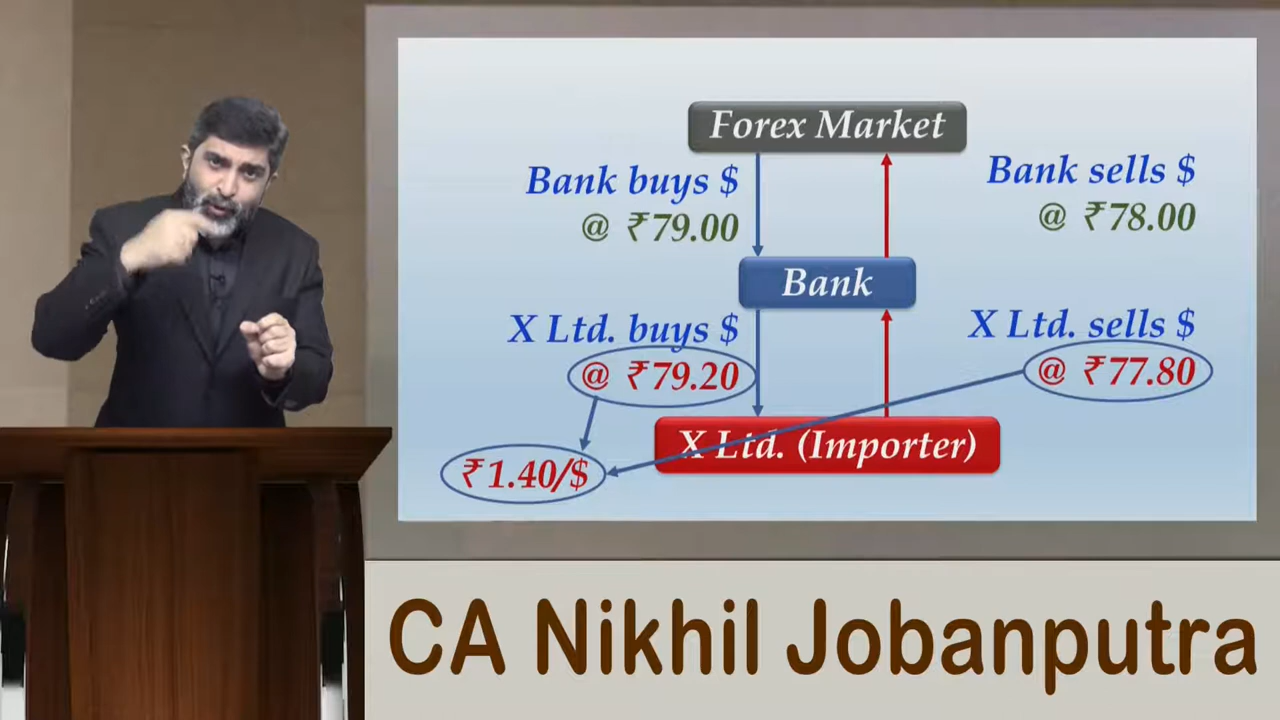 Forex Market
Bank buys $
@ ₹79.00
Bank sells $
@ ₹78.00
Bank
X Ltd. buys $
@ ₹79.20
X Ltd. sells $
@ ₹77.80
X Ltd. (Importer)
₹1.40/$
CA Nikhil Jobanputra